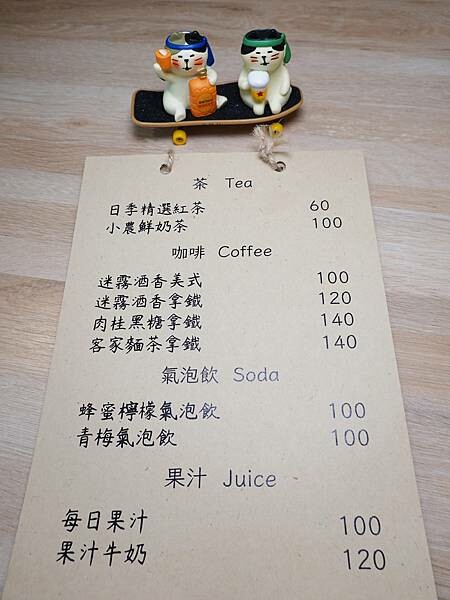 茶 Tea
日季精選紅茶 60
小農鮮奶茶 100
咖啡 Coffee
迷霧酒香美式 100
迷霧酒香拿鐵 120
肉桂黑糖拿鐵 140
客家麵茶拿鐵 140
氣泡飲 Soda
蜂蜜檸檬氣泡飲 100
青梅氣泡飲 100
果汁 Juice
每日果汁 100
果汁牛奶 120